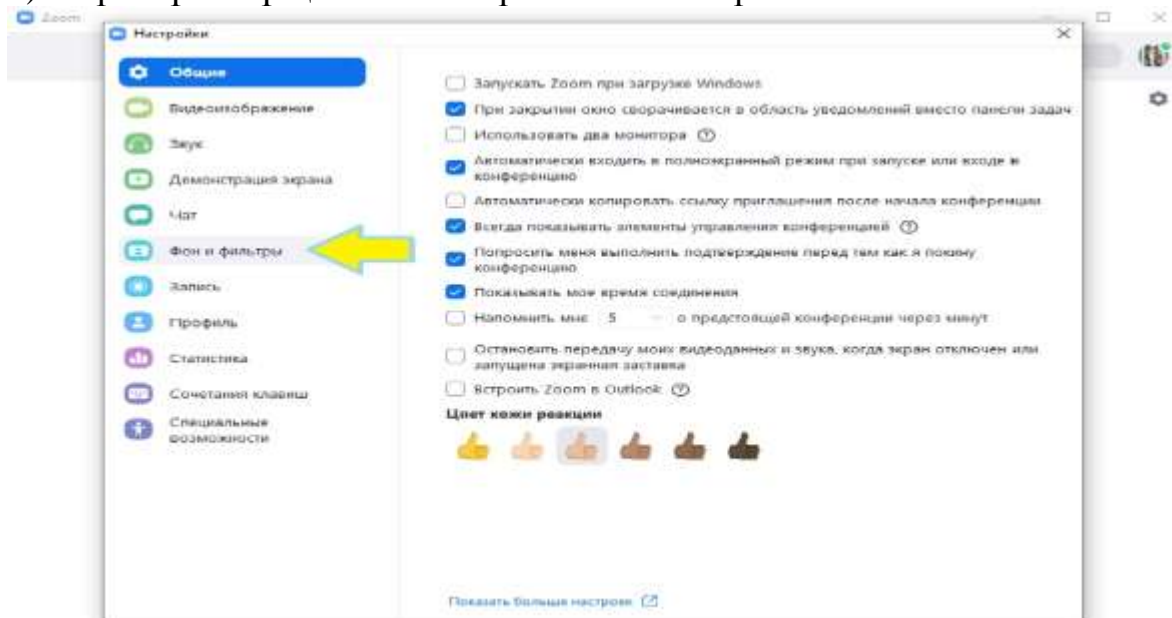 Zoom
Настройки
Общие
Видеоизображение
Звук
Демонстрация экрана
Чат
Фон и фильтры
Запись
Профиль
Статистика
Сочетания клавиш
Специальные
возможности
Запускать Zoom при загрузке Windows
При закрытии окно сворачивается в область уведомлений вместо панели задач
Использовать два монитора
Автоматически входить в полноэкранный режим при запуске или входе в
конференцию
Автоматически копировать ссылку приглашения после начала конференции
Всегда показывать элементы управления конференцией
Попросить меня выполнить подтверждение перед тем как я покину
конференцию
Показывать мое время соединения
Напомнить мне 5 о предстоящей конференции через минут
Остановить передачу моих видеоданных и звука, когда экран отключен или
запущена экранная заставка
Встроить Zoom в Outlook
Цвет кожи реакции
Показать больше настроек